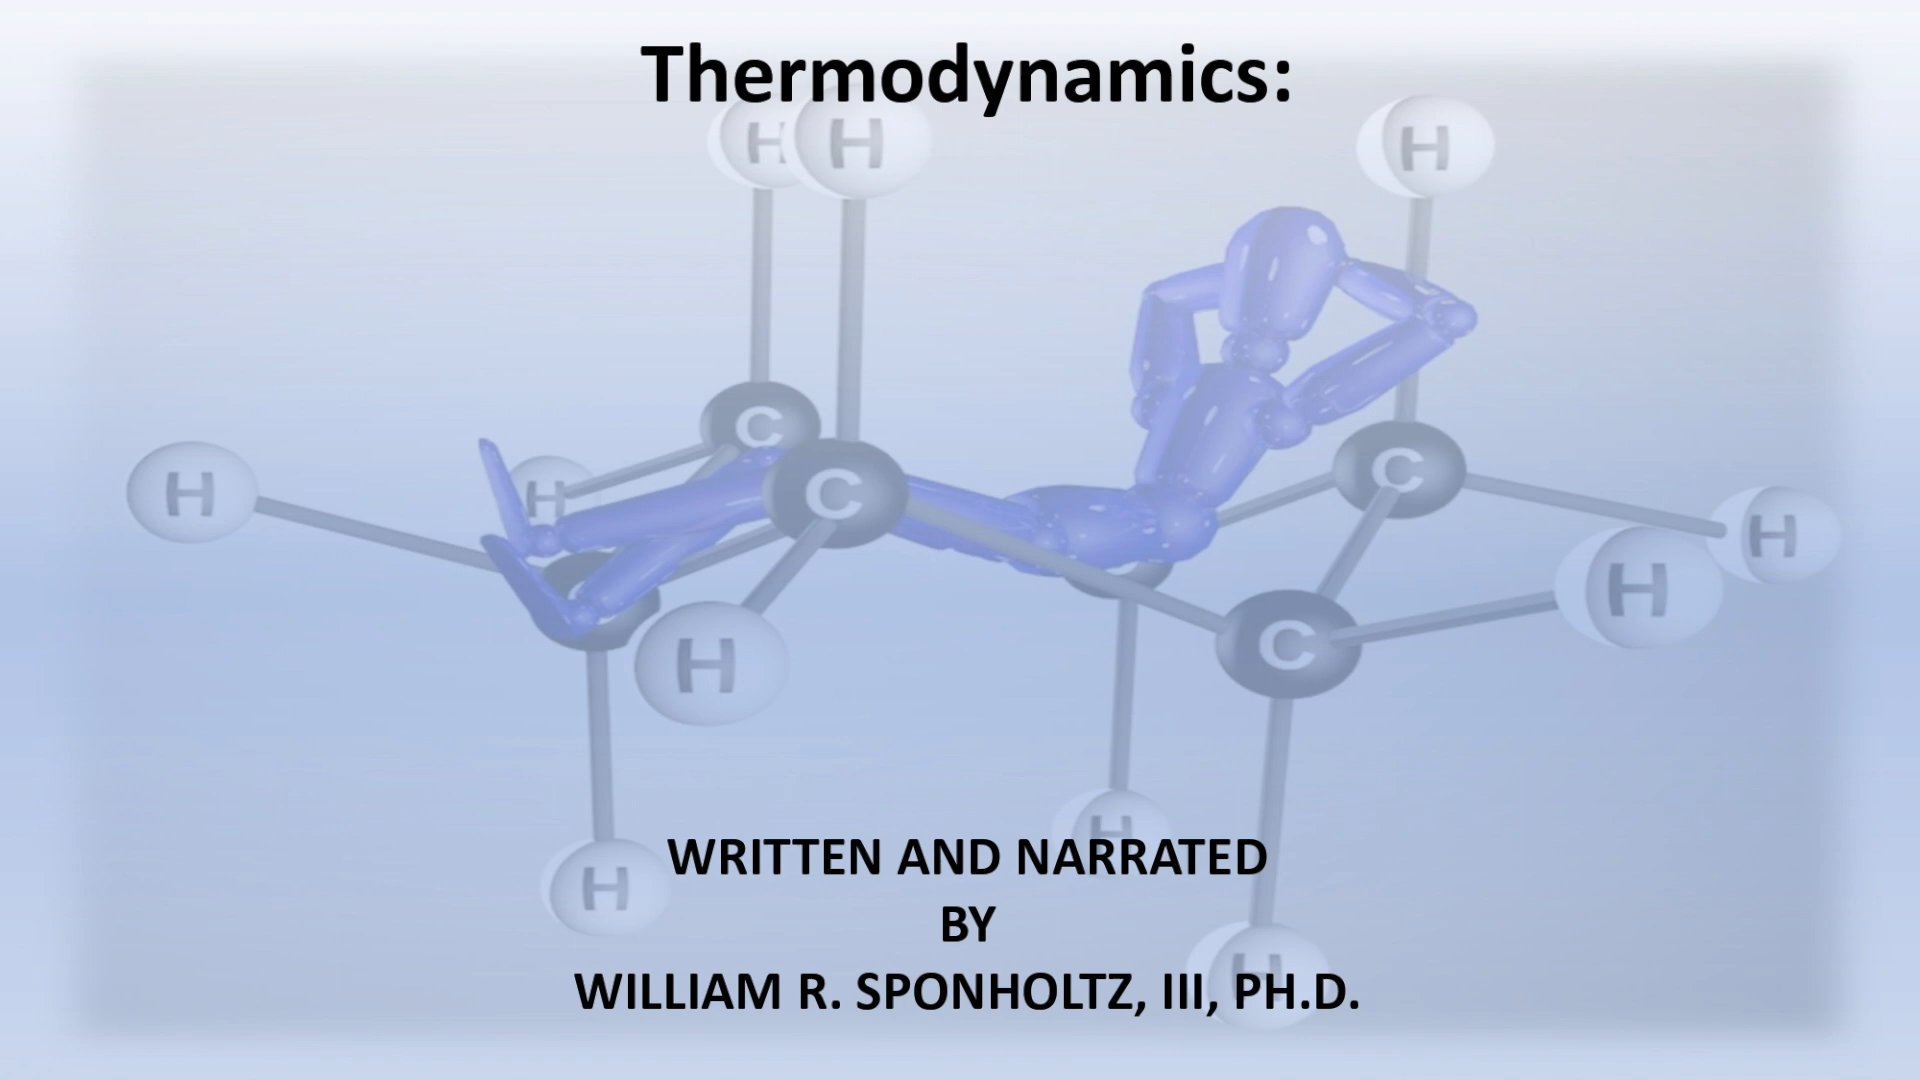 Thermodynamics:
H H H
C
H H C C H
H
C
H
H
H
WRITTEN AND NARRATED
BY
WILLIAM R. SPONHOLTZ, III, PH.D.
H